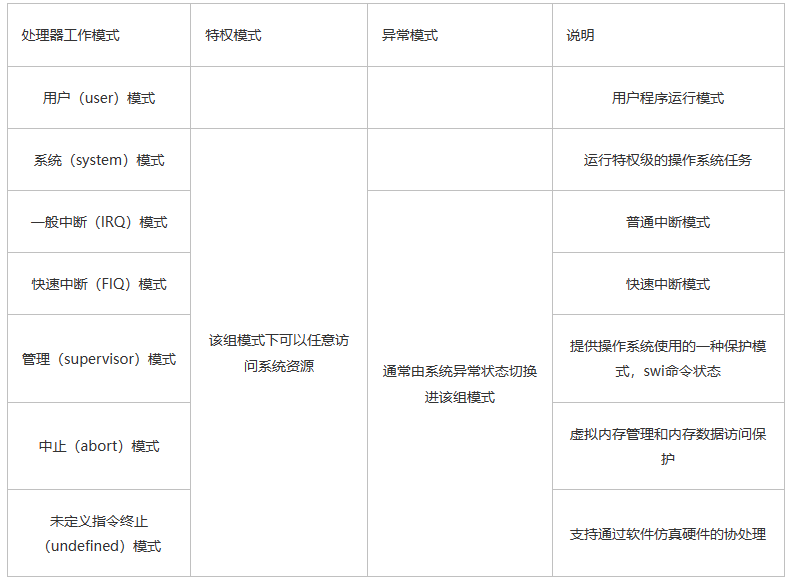 处理器工作模式
特权模式
异常模式
说明
用户（user）模式
用户程序运行模式
系统（system）模式
该组模式下可以任意访
问系统资源
运行特权级的操作系统任务
一般中断（IRQ）模式
通常由系统异常状态切换
进该组模式
普通中断模式
快速中断（FIQ）模式
快速中断模式
管理（supervisor）模式
提供操作系统使用的一种保护模
式，swi命令状态
中止（abort）模式
虚拟内存管理和内存数据访问保
护
未定义指令终止
（undefined）模式
支持通过软件仿真硬件的协处理